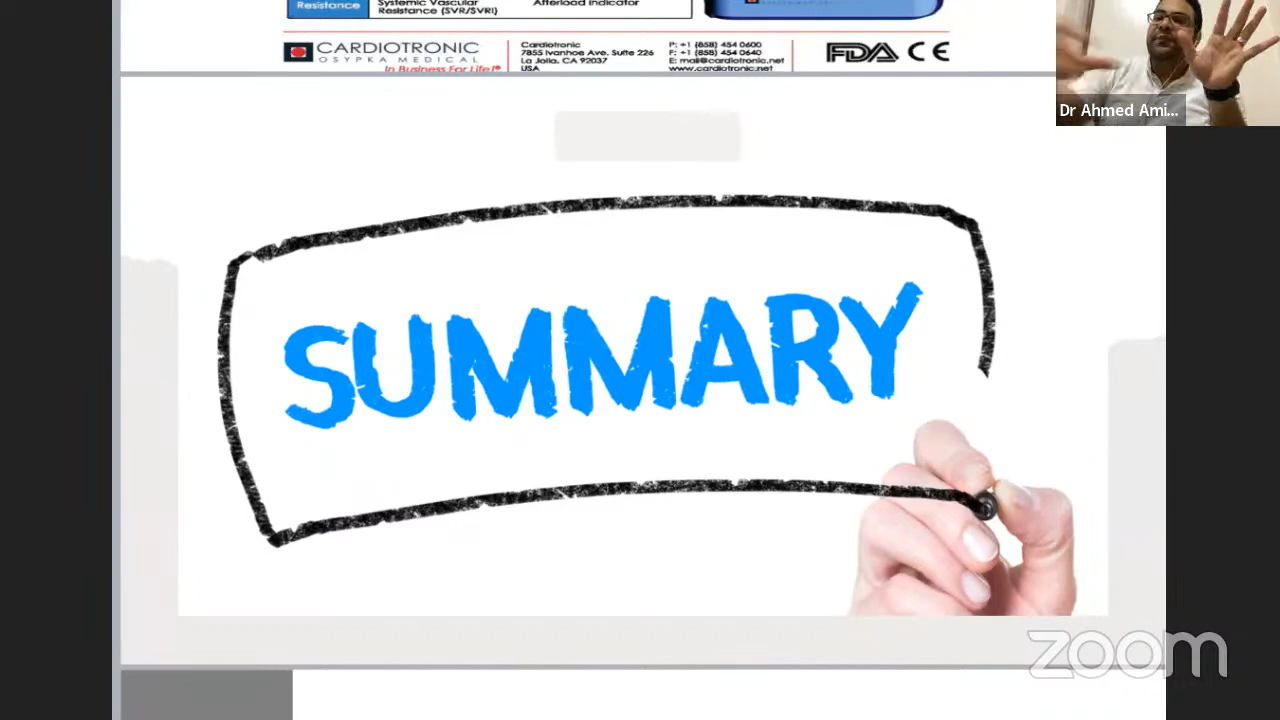 Resistance
Systemic Vascular
Resistance (SVR/SVRI)
Afterload indicator
CARDIOTRONIC
OSYPKA MEDICAL
In Business For Life!®
Cardiotronic
7855 Ivanhoe Ave. Suite 226
La Jolla, CA 92037
USA
P: +1 (858) 454 0600
F: +1 (858) 454 0640
E: mail@cardiotronic.net
www.cardiotronic.net
FDA CE
Dr Ahmed Ami...
SUMMARY
zoom